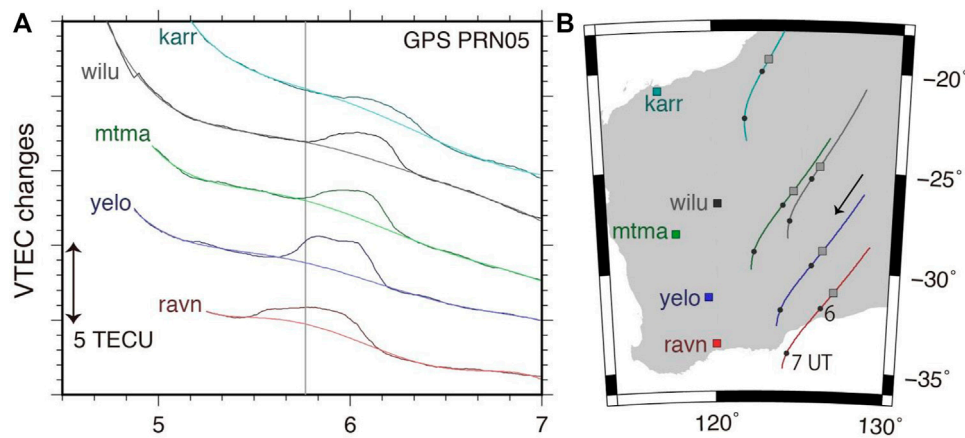 A
karr
GPS PRN05
wilu
mtma
yelo
ravn
VTEC changes
5 TECU
5
6
7
B
karr
wilu
mtma
yelo
ravn
6
7 UT
−20°
−25°
−30°
−35°
120°
130°